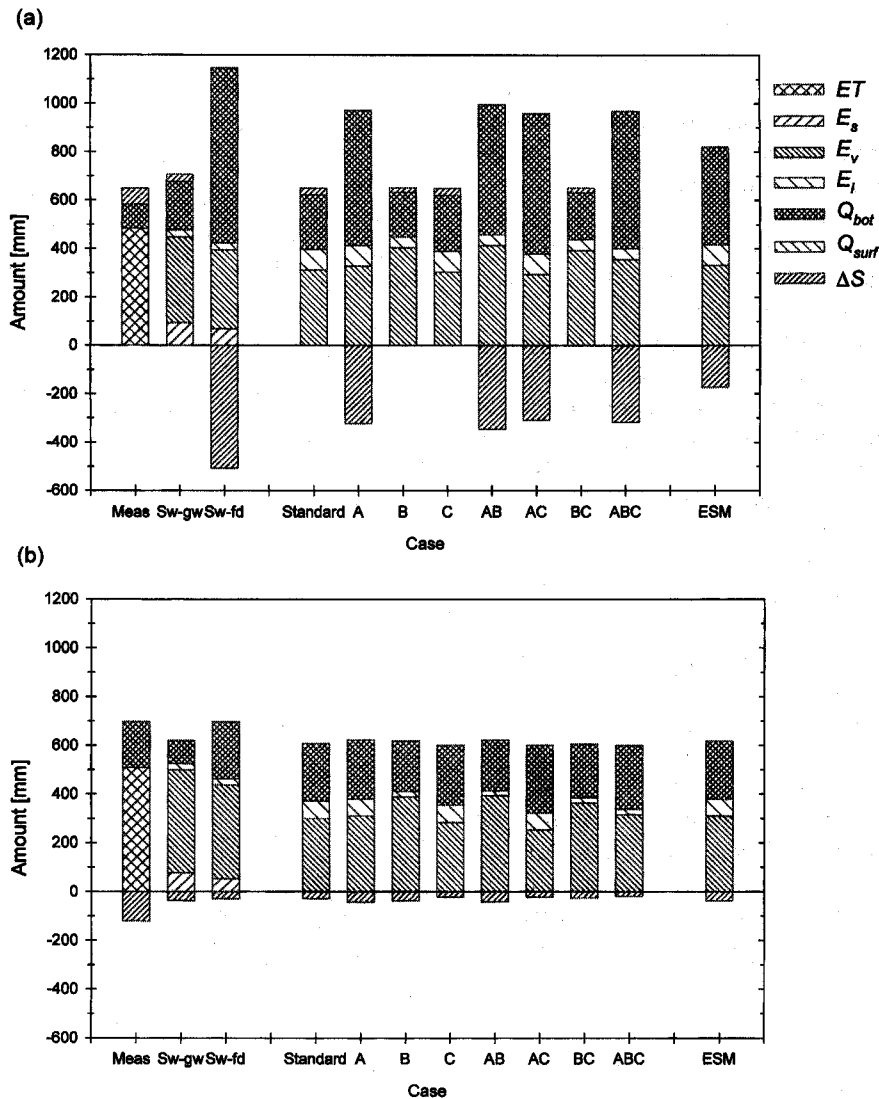 (a)
1200
1000
800
600
400
200
0
-200
-400
-600
Amount [mm]
Meas Sw-gw Sw-fd Standard A B C AB AC BC ABC ESM
Case
ET
E_s
E_v
E_I
Q_bot
Q_surf
ΔS
(b)
1200
1000
800
600
400
200
0
-200
-400
-600
Amount [mm]
Meas Sw-gw Sw-fd Standard A B C AB AC BC ABC ESM
Case